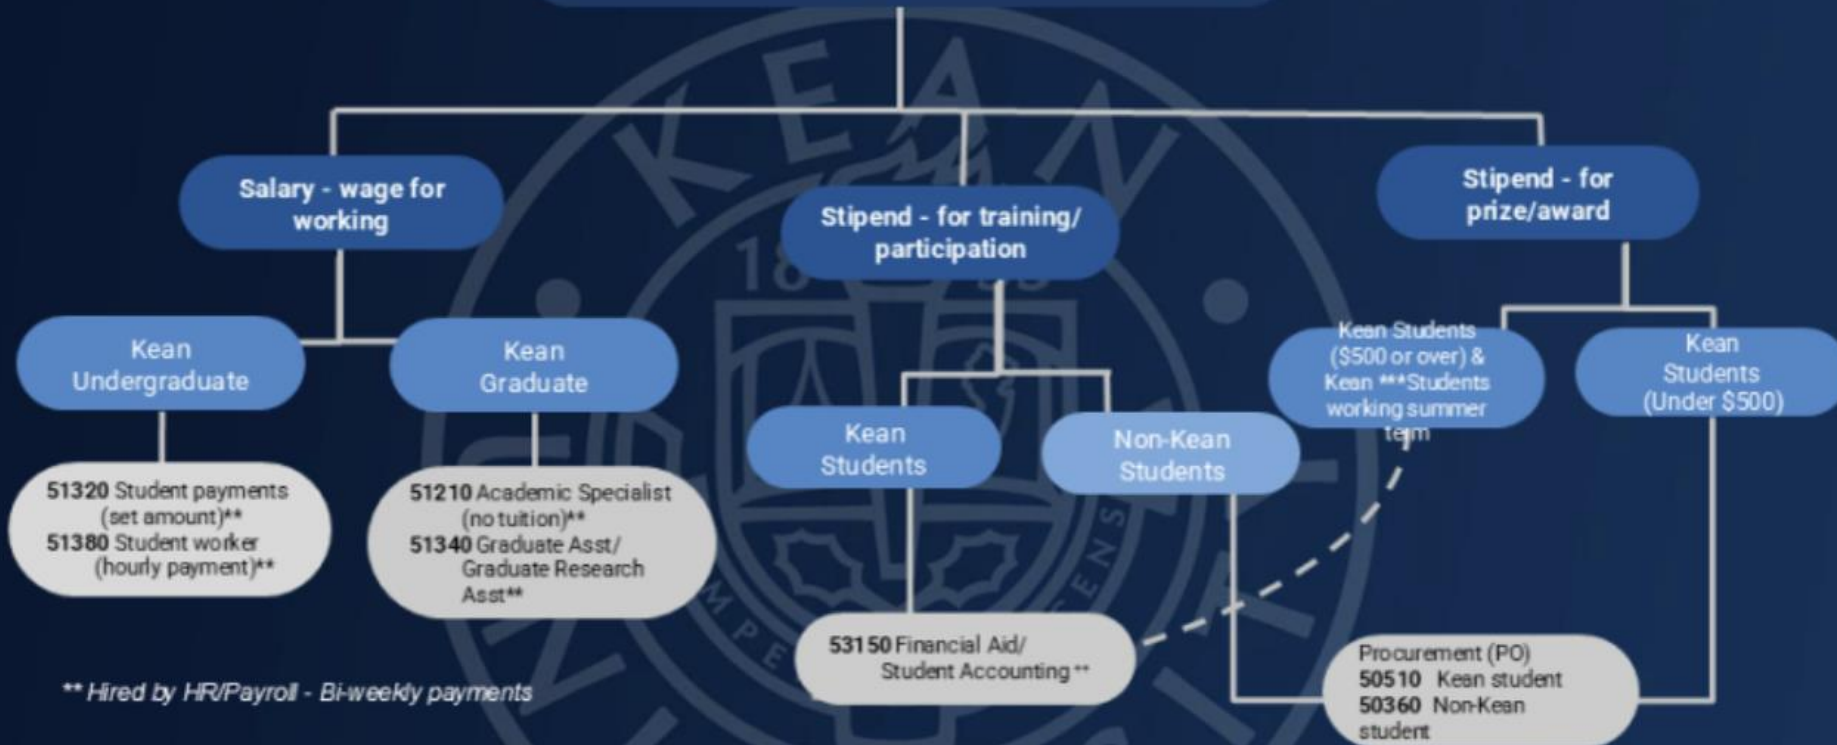 KEAN
Salary - wage for
working
Stipend - for training/
participation
Stipend - for
prize/award
Kean
Undergraduate
Kean
Graduate
Kean
Students
Non-Kean
Students
Kean Students
($500 or over) &
Kean ***Students
working summer
term
Kean
Students
(Under $500)
51320 Student payments
(set amount)**
51380 Student worker
(hourly payment)**
51210 Academic Specialist
(no tuition)**
51340 Graduate Asst/
Graduate Research
Asst**
53150 Financial Aid/
Student Accounting **
Procurement (PO)
50510 Kean student
50360 Non-Kean
student
** Hired by HR/Payroll - Bi-weekly payments